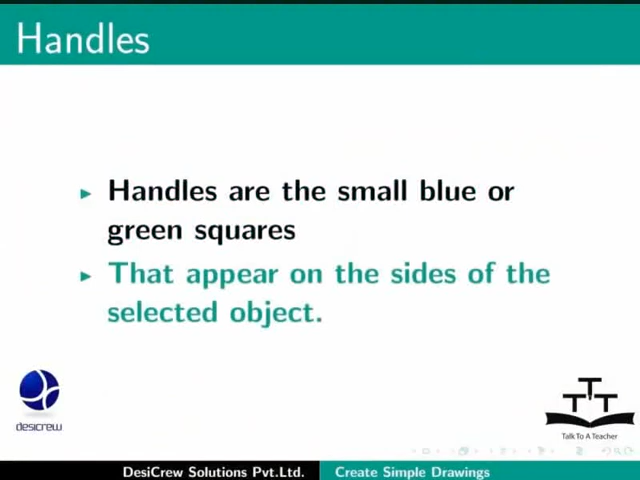 Handles
Handles are the small blue or
green squares
That appear on the sides of the
selected object.
desicrew
TTT
Talk To A Teacher
DesiCrew Solutions Pvt.Ltd.
Create Simple Drawings